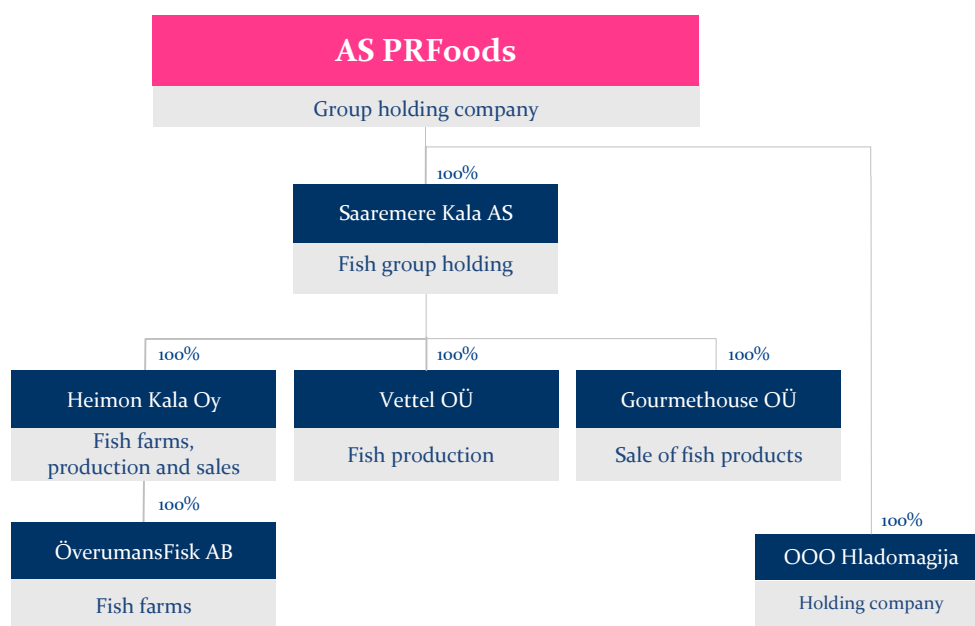 AS PRFoods
Group holding company
100%
Saaremere Kala AS
Fish group holding
100%
Heimon Kala Oy
Fish farms,
production and sales
100%
Vettel OÜ
Fish production
100%
Gourmethouse OÜ
Sale of fish products
100%
ÖverumansFisk AB
Fish farms
100%
OOO Hladomagija
Holding company